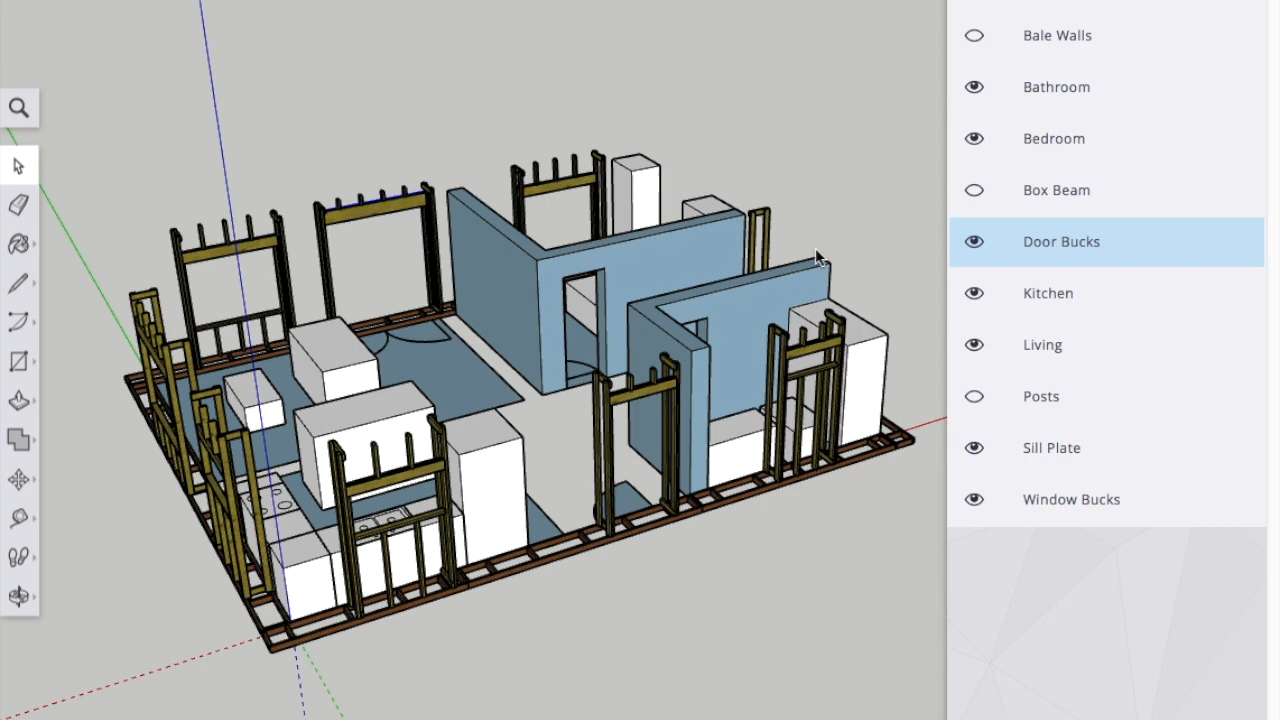 Bale Walls
Bathroom
Bedroom
Box Beam
Door Bucks
Kitchen
Living
Posts
Sill Plate
Window Bucks